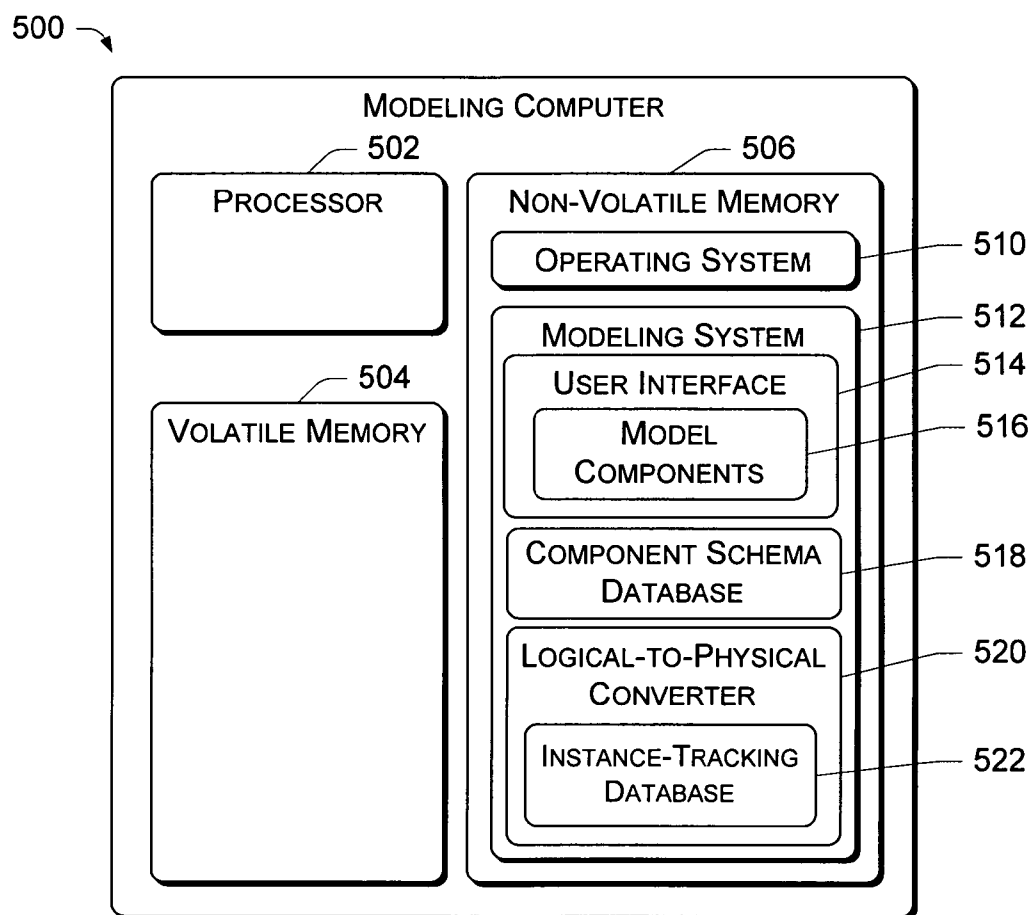 500
MODELING COMPUTER
502
PROCESSOR
504
VOLATILE MEMORY
506
NON-VOLATILE MEMORY
OPERATING SYSTEM
510
MODELING SYSTEM
512
USER INTERFACE
514
MODEL
COMPONENTS
516
COMPONENT SCHEMA
DATABASE
518
LOGICAL-TO-PHYSICAL
CONVERTER
520
INSTANCE-TRACKING
DATABASE
522